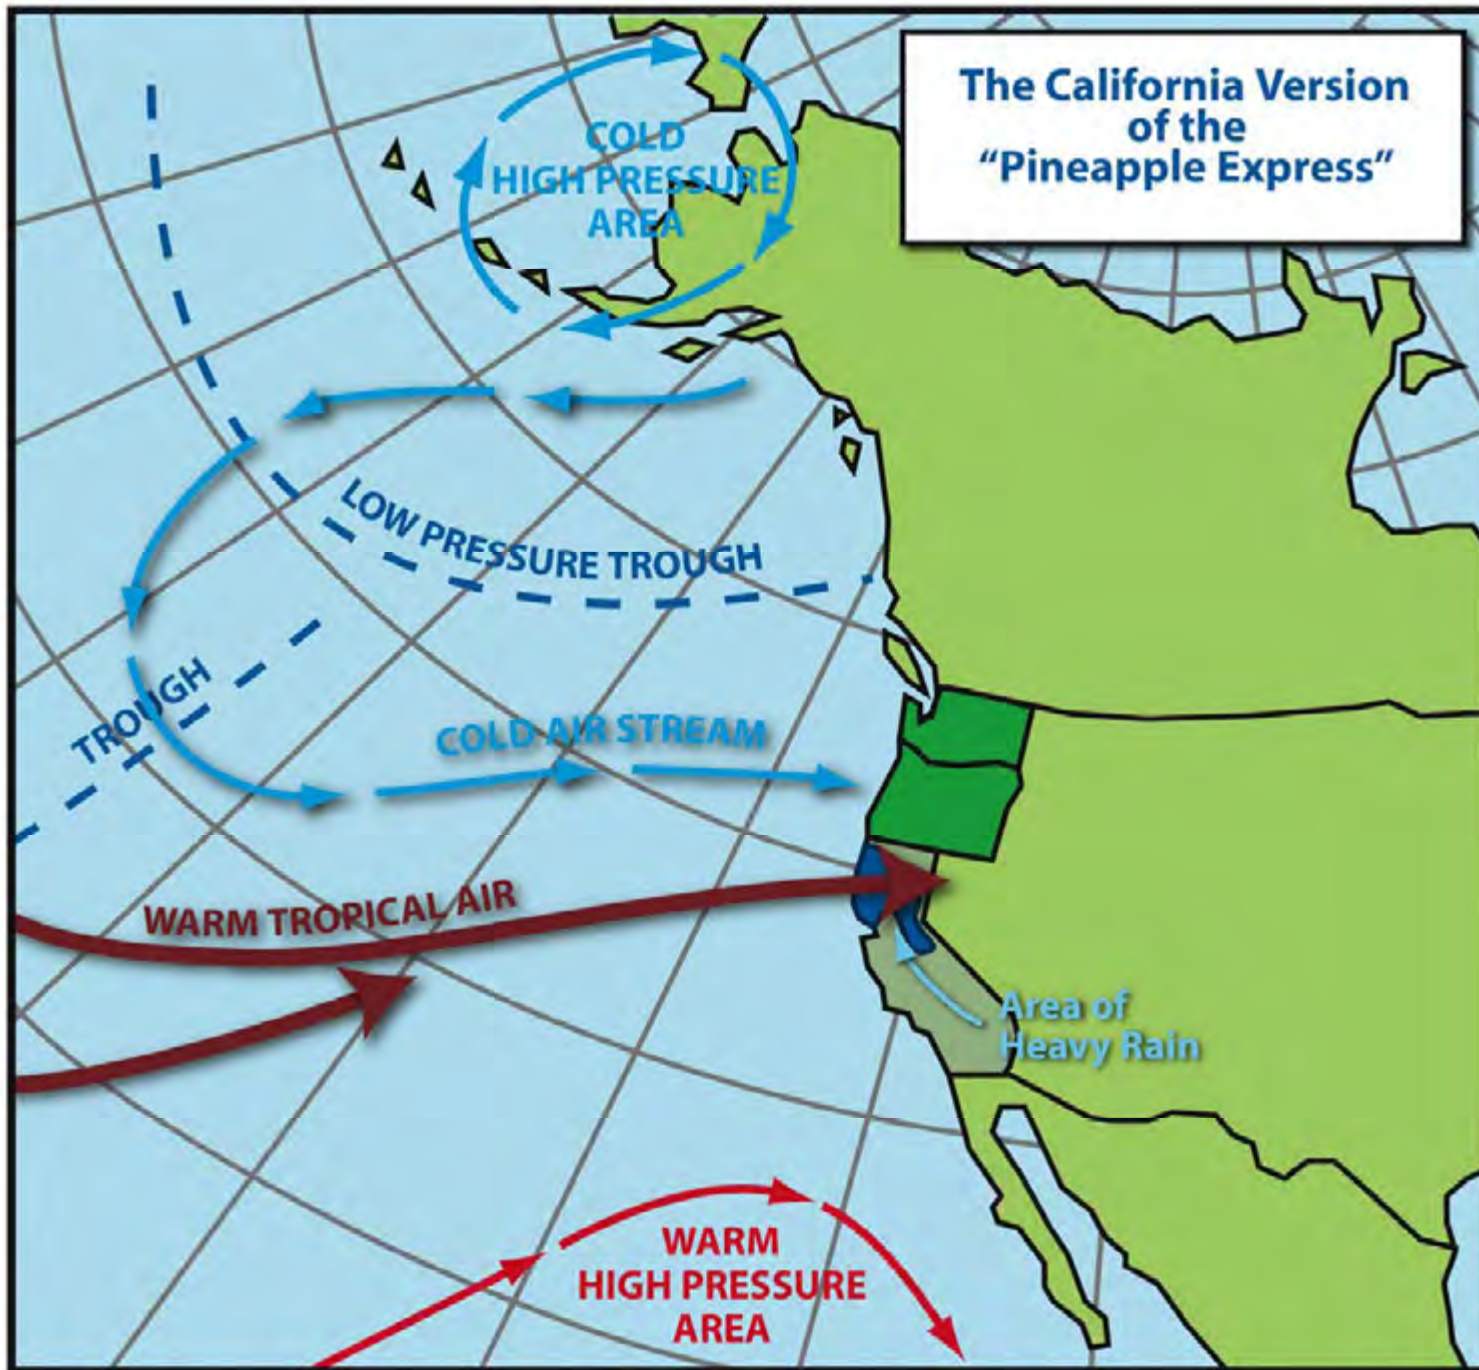 The California Version
of the
“Pineapple Express”
COLD
HIGH PRESSURE
AREA
LOW PRESSURE TROUGH
TROUGH
COLD AIR STREAM
WARM TROPICAL AIR
Area of
Heavy Rain
WARM
HIGH PRESSURE
AREA